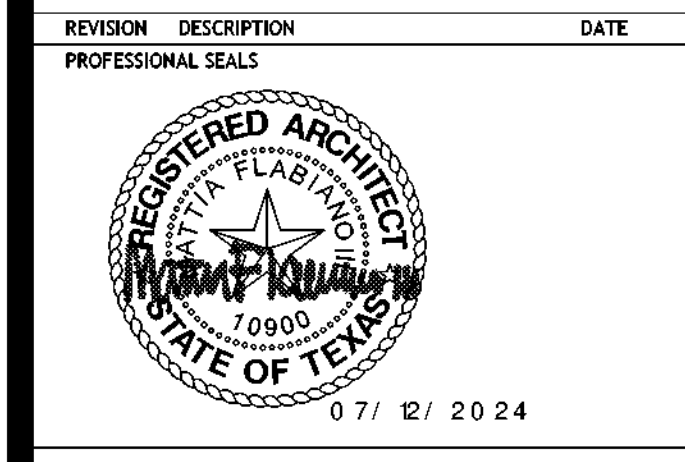 REVISION DESCRIPTION DATE
PROFESSIONAL SEALS
REGISTERED ARCHITECT
ATTIA FLABIANO III
10900
STATE OF TEXAS
07/12/2024